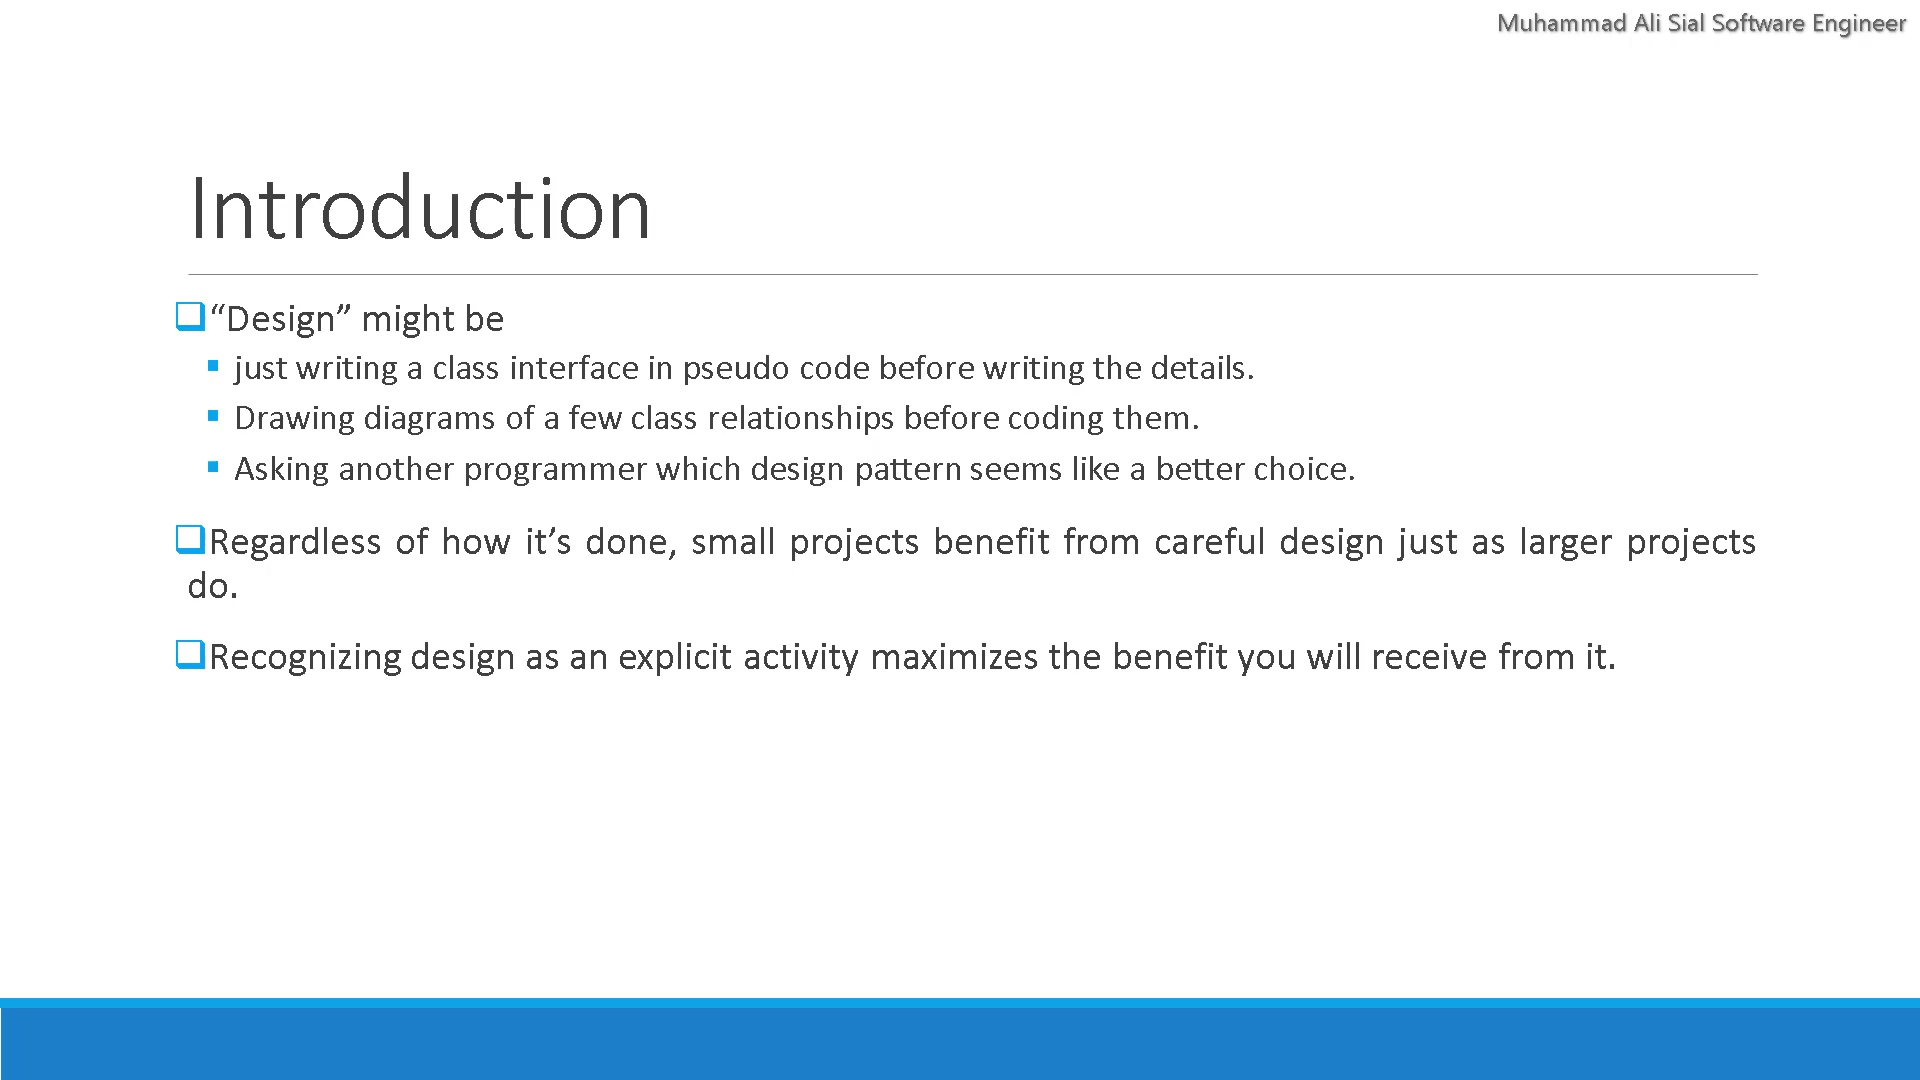 Muhammad Ali Sial Software Engineer
Introduction
“Design” might be
just writing a class interface in pseudo code before writing the details.
Drawing diagrams of a few class relationships before coding them.
Asking another programmer which design pattern seems like a better choice.
Regardless of how it’s done, small projects benefit from careful design just as larger projects
do.
Recognizing design as an explicit activity maximizes the benefit you will receive from it.